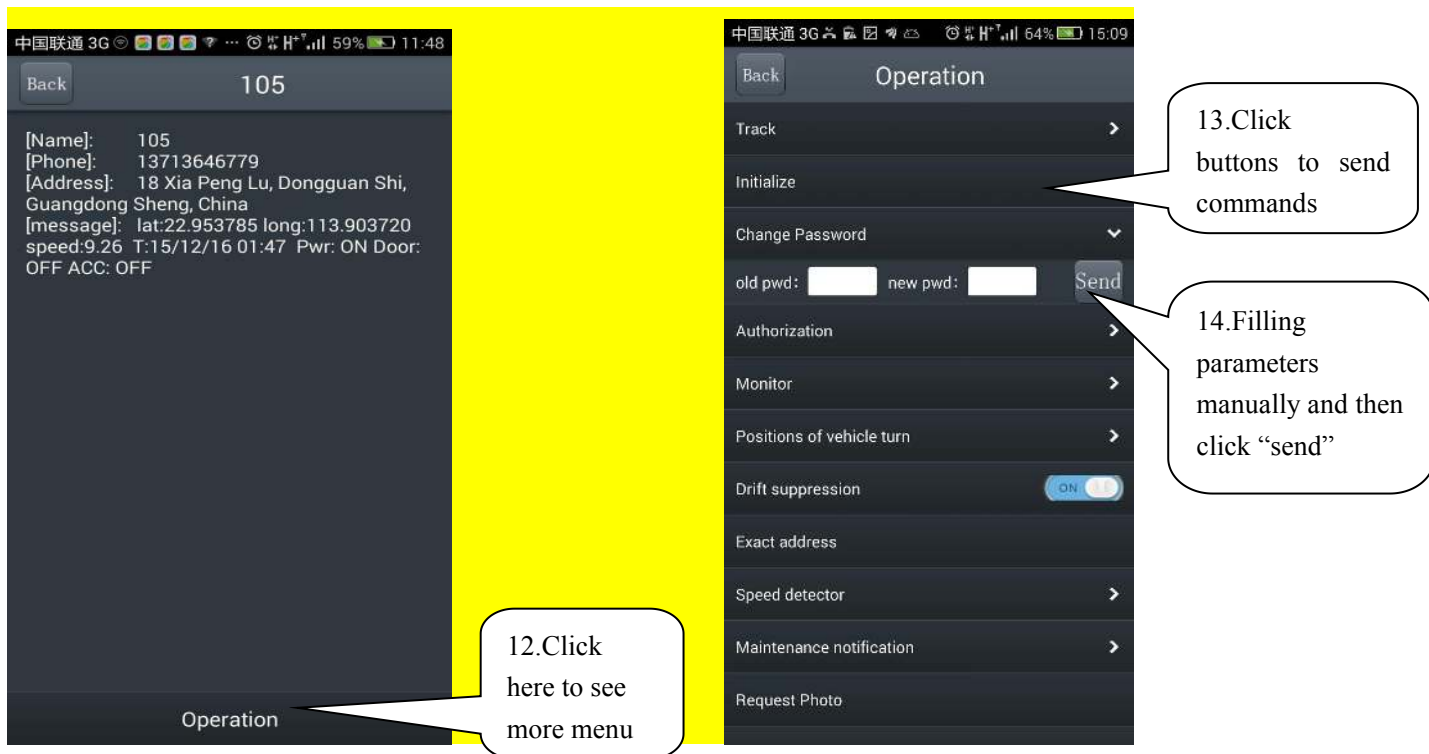 中国联通 3G 59% 11:48
Back 105
[Name]: 105
[Phone]: 13713646779
[Address]: 18 Xia Peng Lu, Dongguan Shi,
Guangdong Sheng, China
[message]: lat:22.953785 long:113.903720
speed:9.26 T:15/12/16 01:47 Pwr: ON Door:
OFF ACC: OFF
Operation
12.Click
here to see
more menu
中国联通 3G 64% 15:09
Back Operation
Track
Initialize
Change Password
old pwd: new pwd: Send
Authorization
Monitor
Positions of vehicle turn
Drift suppression ON
Exact address
Speed detector
Maintenance notification
Request Photo
13.Click
buttons to send
commands
14.Filling
parameters
manually and then
click “send”